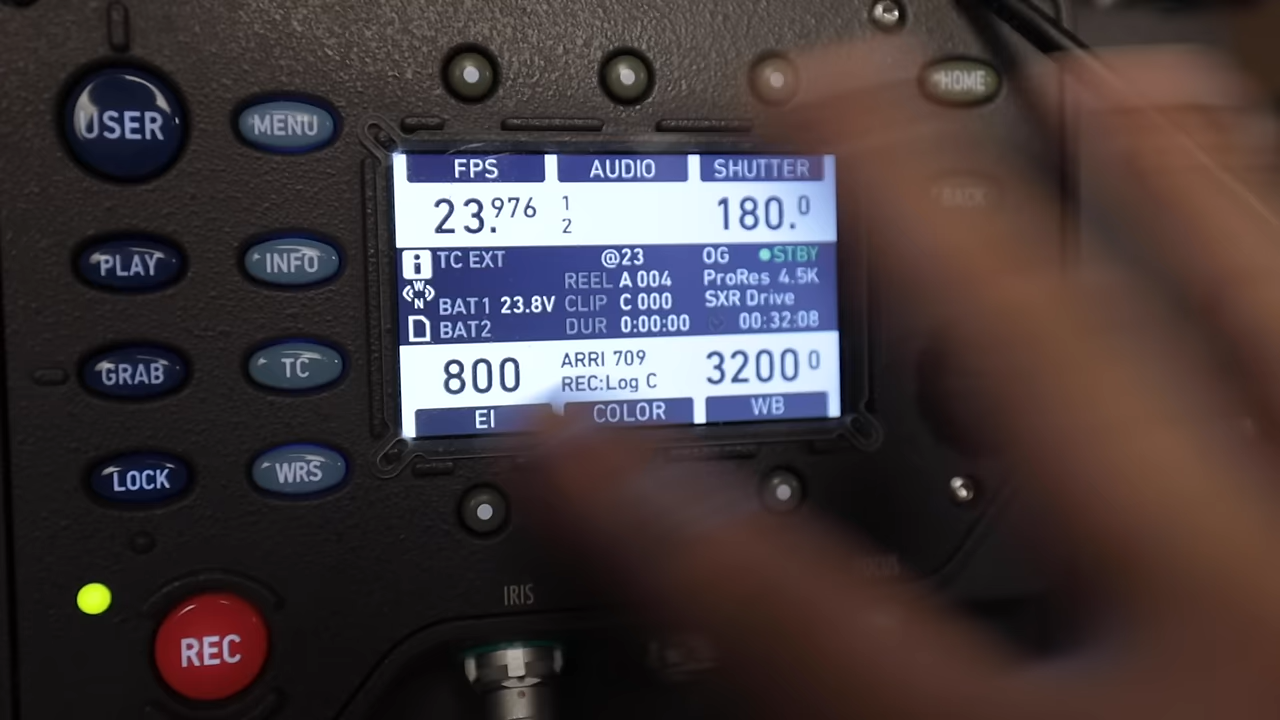 USER
MENU
HOME
BACK
FPS AUDIO SHUTTER
23.976 1 180.0
2
TC EXT @23 OG STBY
REEL A 004 ProRes 4.5K
W
N
BAT1 23.8V CLIP C 000 SXR Drive
BAT2 DUR 0:00:00 00:32:08
800 ARRI 709 3200 0
REC:Log C
EI COLOR WB
PLAY INFO
GRAB TC
LOCK WRS
REC
IRIS